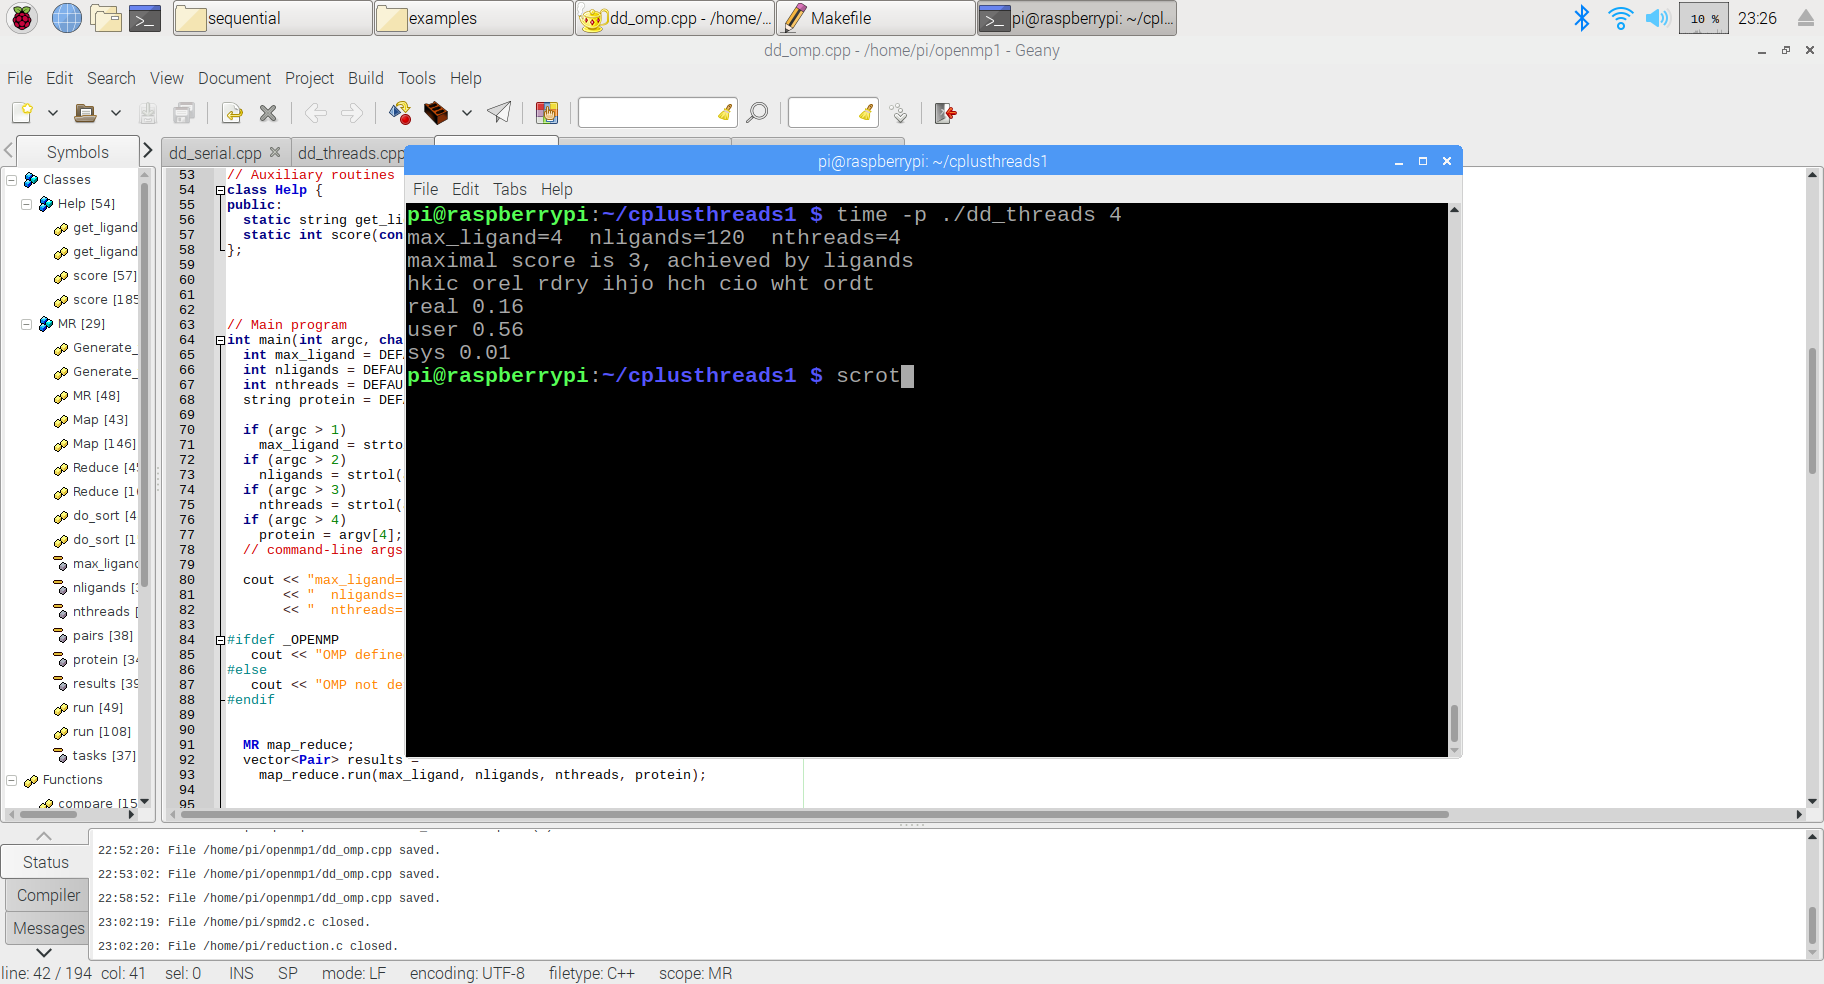 sequential
examples
dd_omp.cpp - /home/...
Makefile
pi@raspberrypi: ~/cpl...
10 %
23:26
dd_omp.cpp - /home/pi/openmp1 - Geany
File Edit Search View Document Project Build Tools Help
Symbols
dd_serial.cpp
dd_threads.cpp
Classes
Help [54]
get_ligand
get_ligand
score [57]
score [185
MR [29]
Generate_
Generate_
MR [48]
Map [43]
Map [146]
Reduce [45
Reduce [16
do_sort [4
do_sort [1
max_ligand
nligands [3
nthreads [
pairs [38]
protein [34
results [39
run [49]
run [108]
tasks [37]
Functions
compare [15
53 // Auxiliary routines
54 class Help {
55 public:
56 static string get_li
57 static int score(con
58 };
59
60
61
62
63 // Main program
64 int main(int argc, cha
65 int max_ligand = DEF
66 int nligands = DEFAU
67 int nthreads = DEFAU
68 string protein = DEF
69
70 if (argc > 1)
71 max_ligand = strto
72 if (argc > 2)
73 nligands = strtol(
74 if (argc > 3)
75 nthreads = strtol(
76 if (argc > 4)
77 protein = argv[4];
78 // command-line args
79
80 cout << "max_ligand=
81 << "  nligands=
82 << "  nthreads=
83
84 #ifdef _OPENMP
85 cout << "OMP define
86 #else
87 cout << "OMP not de
88 #endif
89
90
91 MR map_reduce;
92 vector<Pair> results =
93 map_reduce.run(max_ligand, nligands, nthreads, protein);
94
95
pi@raspberrypi: ~/cplusthreads1
File Edit Tabs Help
pi@raspberrypi:~/cplusthreads1 $ time -p ./dd_threads 4
max_ligand=4  nligands=120  nthreads=4
maximal score is 3, achieved by ligands
hkic orel rdry ihjo hch cio wht ordt
real 0.16
user 0.56
sys 0.01
pi@raspberrypi:~/cplusthreads1 $ scrot
Status
Compiler
Messages
22:52:20: File /home/pi/openmp1/dd_omp.cpp saved.
22:53:02: File /home/pi/openmp1/dd_omp.cpp saved.
22:58:52: File /home/pi/openmp1/dd_omp.cpp saved.
23:02:19: File /home/pi/spmd2.c closed.
23:02:20: File /home/pi/reduction.c closed.
line: 42 / 194 col: 41 sel: 0 INS SP mode: LF encoding: UTF-8 filetype: C++ scope: MR